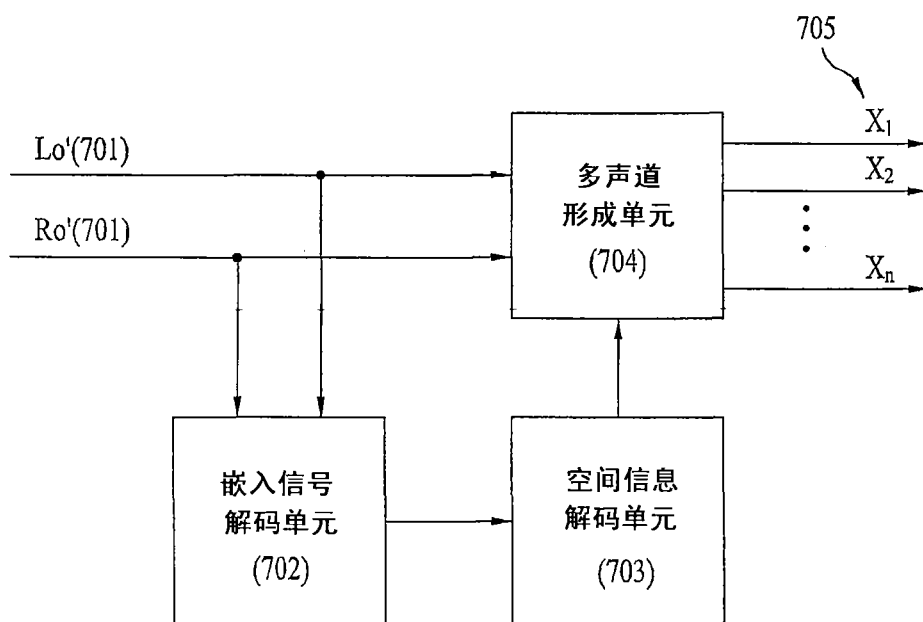 705
Lo'(701)
Ro'(701)
多声道
形成单元
(704)
X₁
X₂
Xₙ
嵌入信号
解码单元
(702)
空间信息
解码单元
(703)